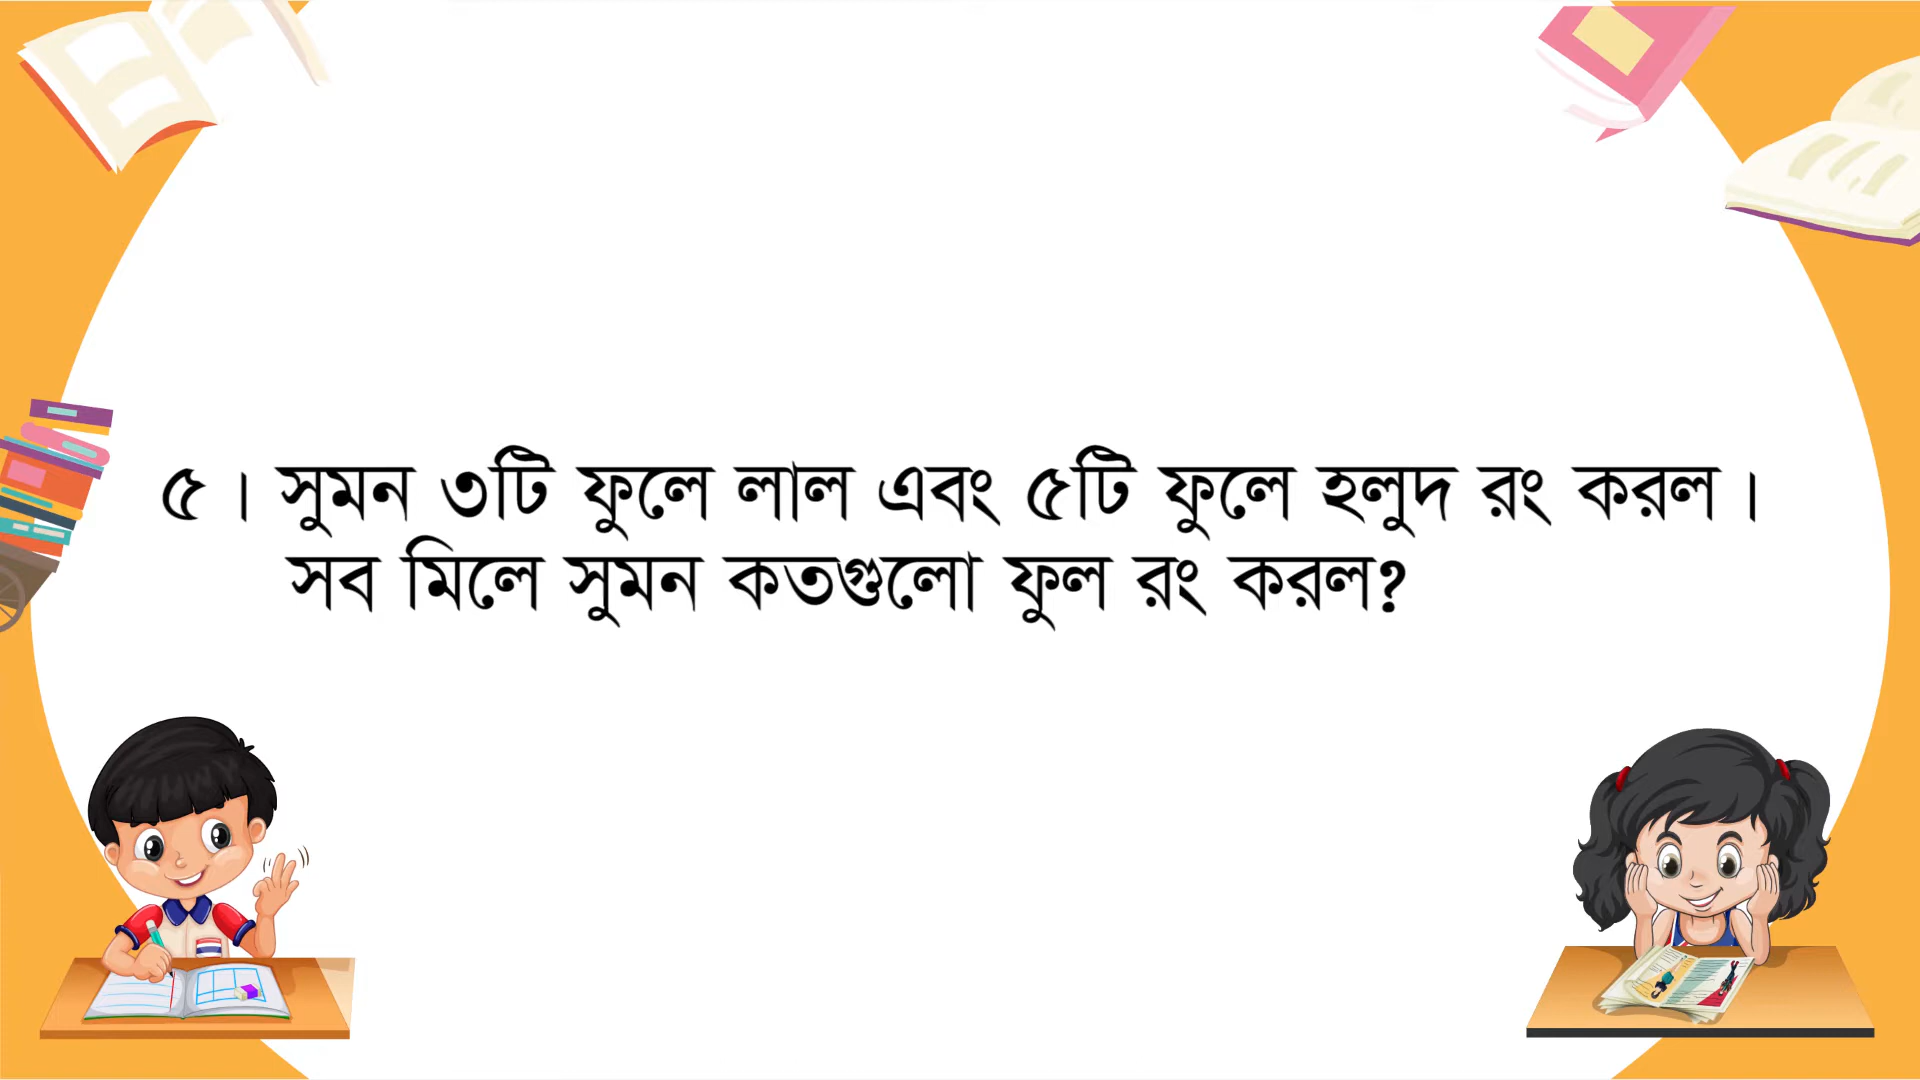 ৫। সুমন ৩টি ফুলে লাল এবং ৫টি ফুলে হলুদ রং করল।
সব মিলে সুমন কতগুলো ফুল রং করল?